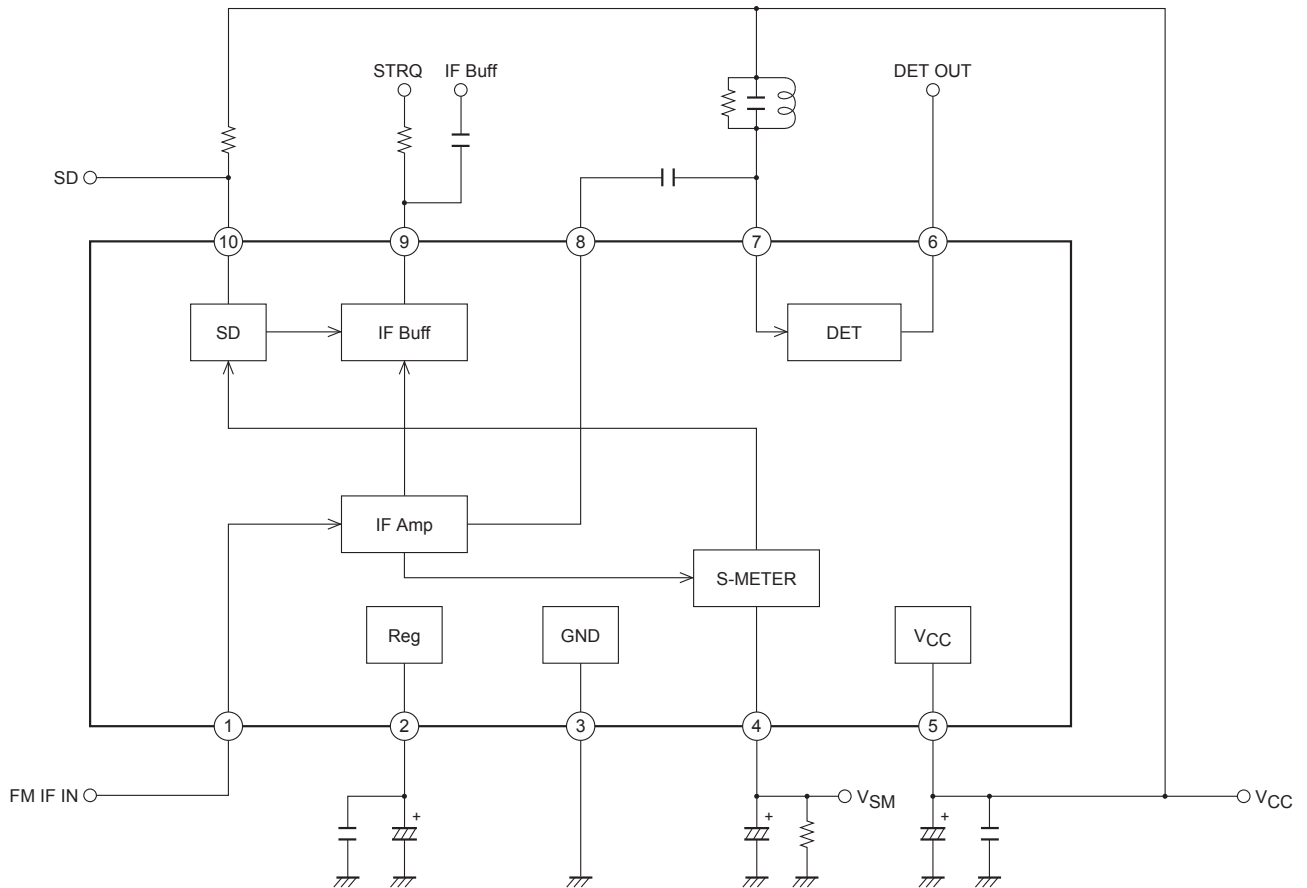 STRQ IF Buff DET OUT
SD
10 9 8 7 6
SD IF Buff DET
IF Amp
S-METER
Reg GND VCC
1 2 3 4 5
FM IF IN VSM VCC
+ + +